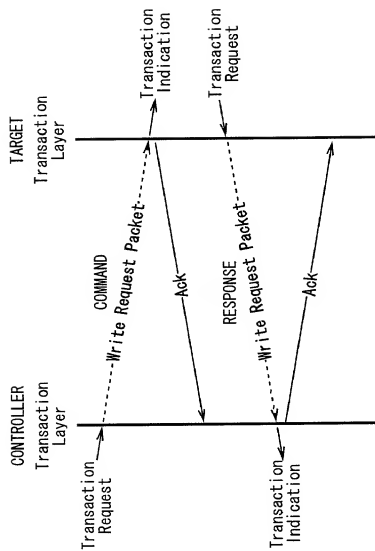 CONTROLLER
Transaction
Layer
TARGET
Transaction
Layer
Transaction
Request
COMMAND
Write Request Packet
Transaction
Indication
Ack
Transaction
Request
RESPONSE
Write Request Packet
Transaction
Indication
Ack